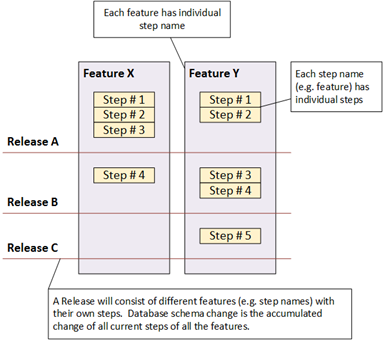 Each feature has individual
step name
Feature X
Feature Y
Step # 1
Step # 2
Step # 3
Step # 1
Step # 2
Each step name
(e.g. feature) has
individual steps
Release A
Step # 4
Step # 3
Step # 4
Release B
Step # 5
Release C
A Release will consist of different features (e.g. step names) with
their own steps.  Database schema change is the accumulated
change of all current steps of all the features.